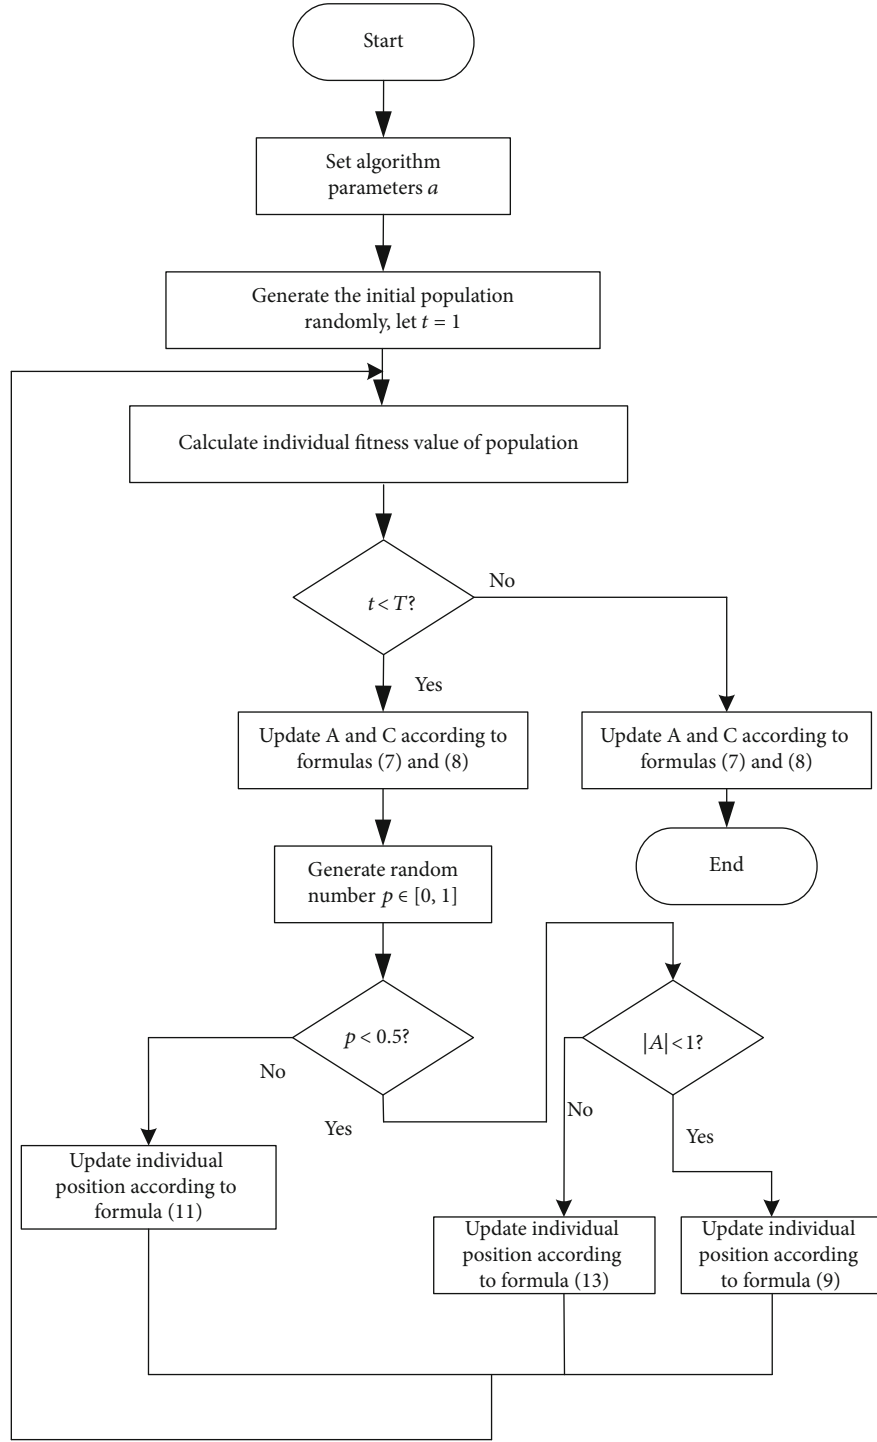 Start
Set algorithm
parameters a
Generate the initial population
randomly, let t = 1
Calculate individual fitness value of population
t < T?
No
Yes
Update A and C according to
formulas (7) and (8)
Update A and C according to
formulas (7) and (8)
Generate random
number p ∈ [0, 1]
End
p < 0.5?
|A| < 1?
No
Yes
No
Yes
Update individual
position according to
formula (11)
Update individual
position according
to formula (13)
Update individual
position according
to formula (9)